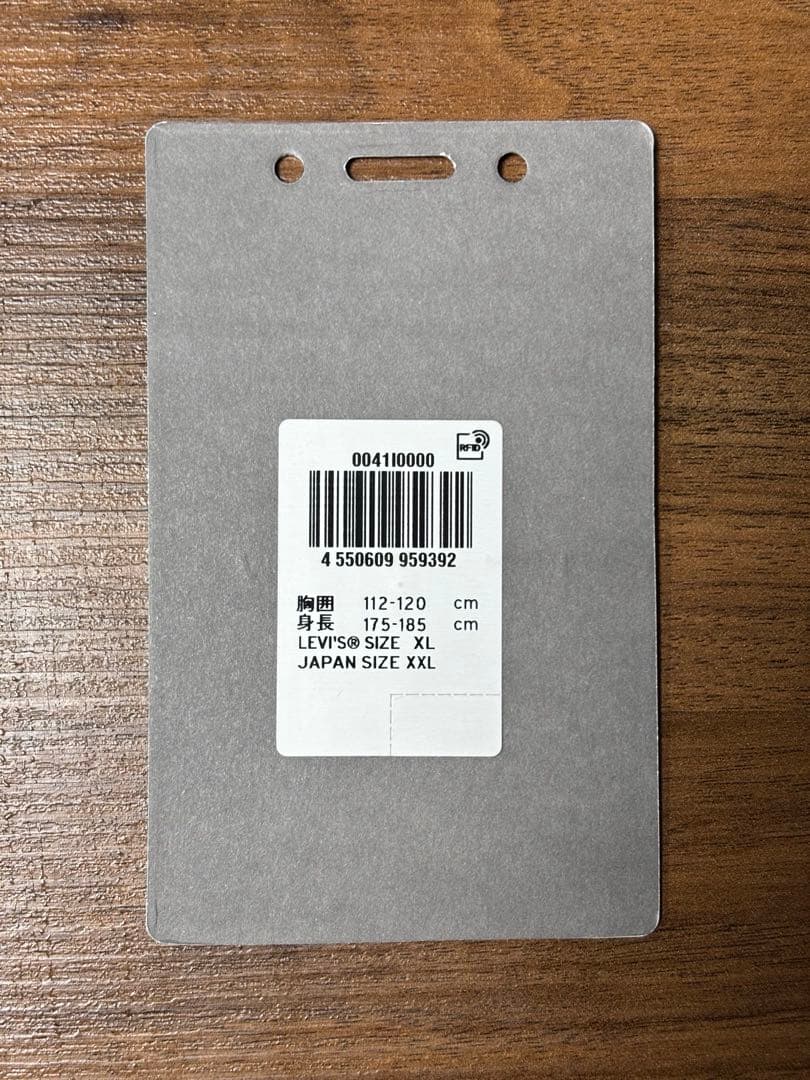 RFID
0041I0000
4 550609 959392
胸囲 112-120 cm
身長 175-185 cm
LEVI'S® SIZE XL
JAPAN SIZE XXL